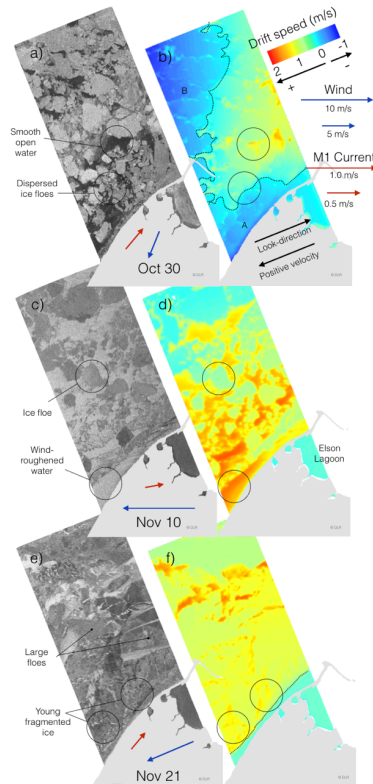 a)
b)
Drift speed (m/s)
2
1
0
-1
+
-
B
Wind
10 m/s
5 m/s
Smooth
open
water
M1 Current
1.0 m/s
Dispersed
ice floes
0.5 m/s
A
Look-direction
Positive velocity
Oct 30
c)
d)
Ice floe
Wind-
roughened
water
Elson
Lagoon
Nov 10
e)
f)
Large
floes
Young
fragmented
ice
Nov 21